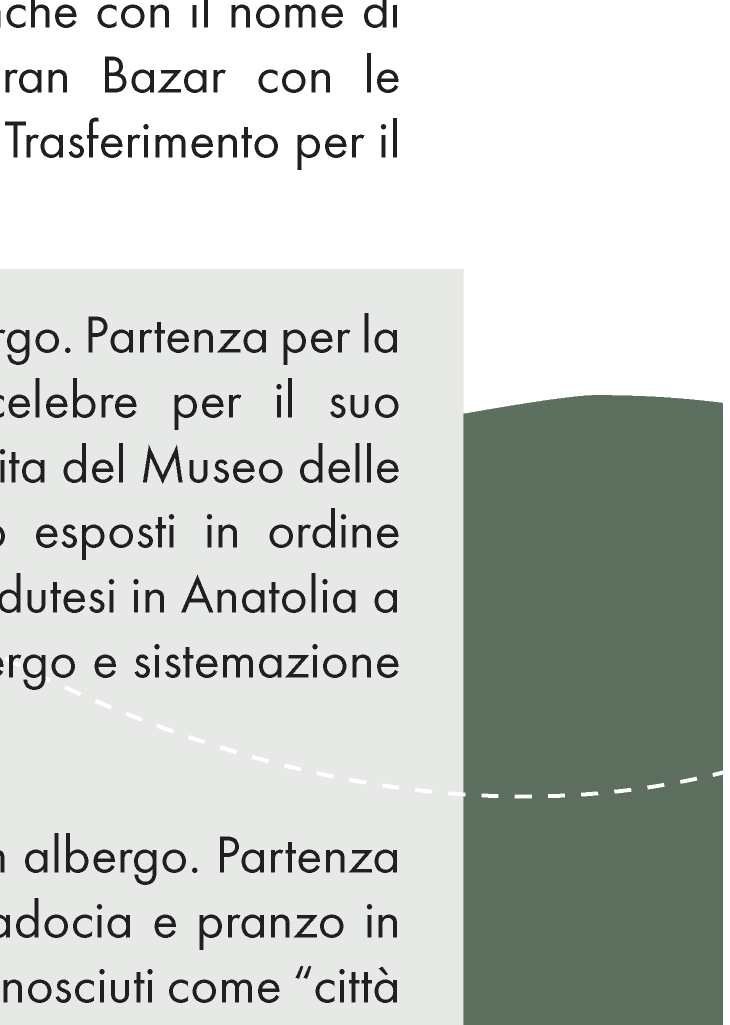 nche con il nome di
ran Bazar con le
Trasferimento per il
rgo. Partenza per la
celebre per il suo
ita del Museo delle
o esposti in ordine
dutesi in Anatolia a
ergo e sistemazione
n albergo. Partenza
adocia e pranzo in
nosciuti come “città